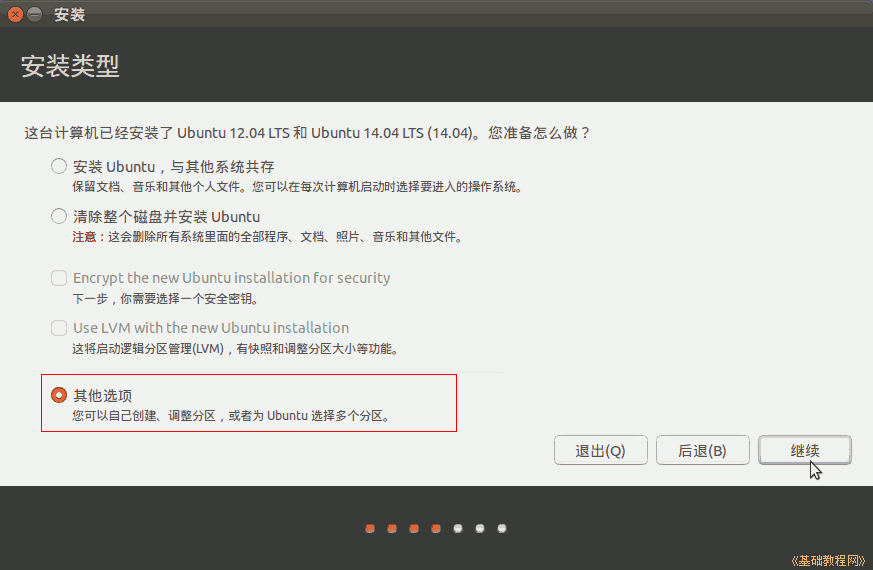 安装
安装类型
这台计算机已经安装了 Ubuntu 12.04 LTS 和 Ubuntu 14.04 LTS (14.04)。您准备怎么做？
安装 Ubuntu，与其他系统共存
保留文档、音乐和其他个人文件。您可以在每次计算机启动时选择要进入的操作系统。
清除整个磁盘并安装 Ubuntu
注意：这会删除所有系统里面的全部程序、文档、照片、音乐和其他文件。
Encrypt the new Ubuntu installation for security
下一步，你需要选择一个安全密钥。
Use LVM with the new Ubuntu installation
这将启动逻辑分区管理(LVM)，有快照和调整分区大小等功能。
其他选项
您可以自己创建、调整分区，或者为 Ubuntu 选择多个分区。
退出(Q) 后退(B) 继续
《基础教程网》